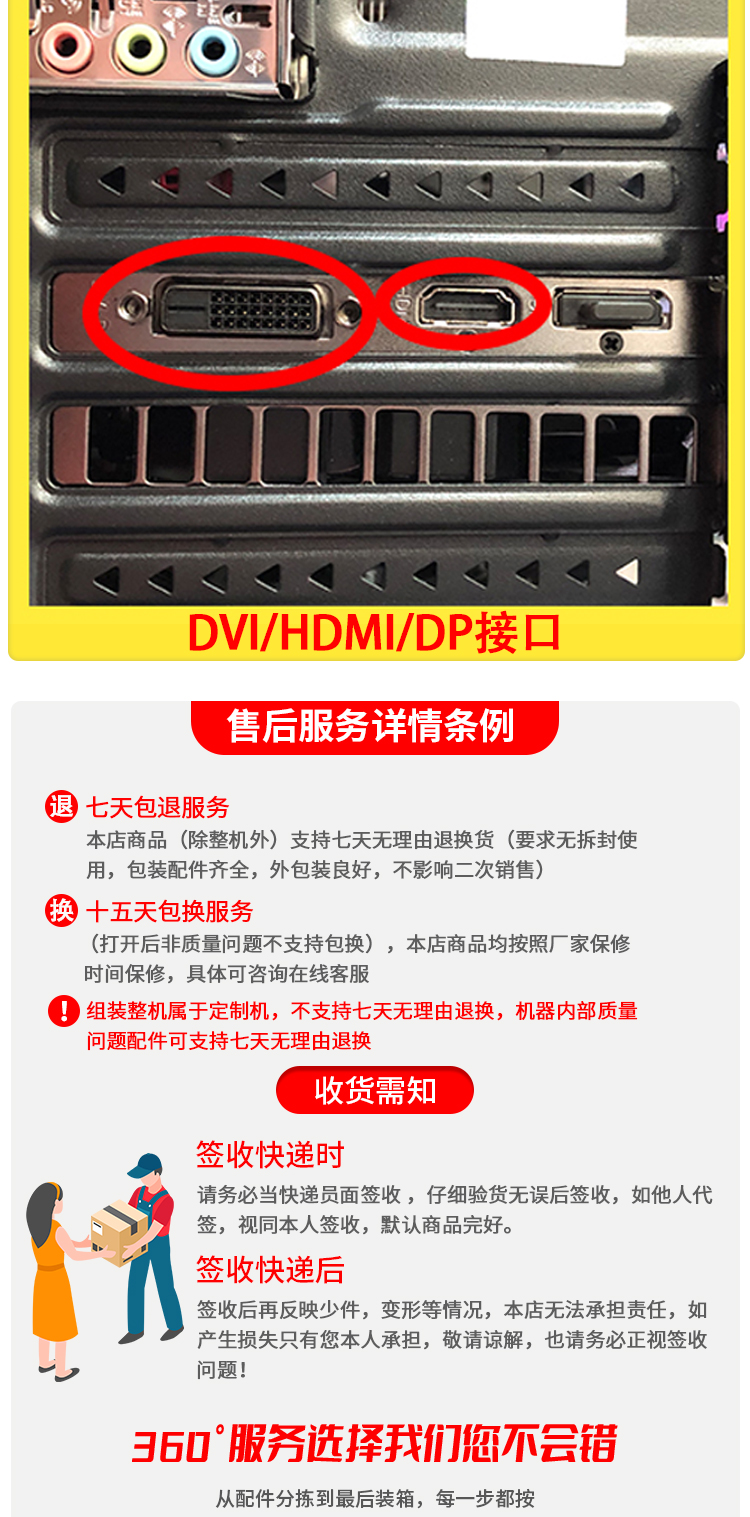 DVI/HDMI/DP接口
售后服务详情条例
退 七天包退服务
本店商品（除整机外）支持七天无理由退换货（要求无拆封使
用，包装配件齐全，外包装良好，不影响二次销售）
换 十五天包换服务
（打开后非质量问题不支持包换），本店商品均按照厂家保修
时间保修，具体可咨询在线客服
! 组装整机属于定制机，不支持七天无理由退换，机器内部质量
问题配件可支持七天无理由退换
收货需知
签收快递时
请务必当快递员面签收 ，仔细验货无误后签收，如他人代
签，视同本人签收，默认商品完好。
签收快递后
签收后再反映少件，变形等情况，本店无法承担责任，如
产生损失只有您本人承担，敬请谅解，也请务必正视签收
问题！
360°服务选择我们您不会错
从配件分拣到最后装箱，每一步都按